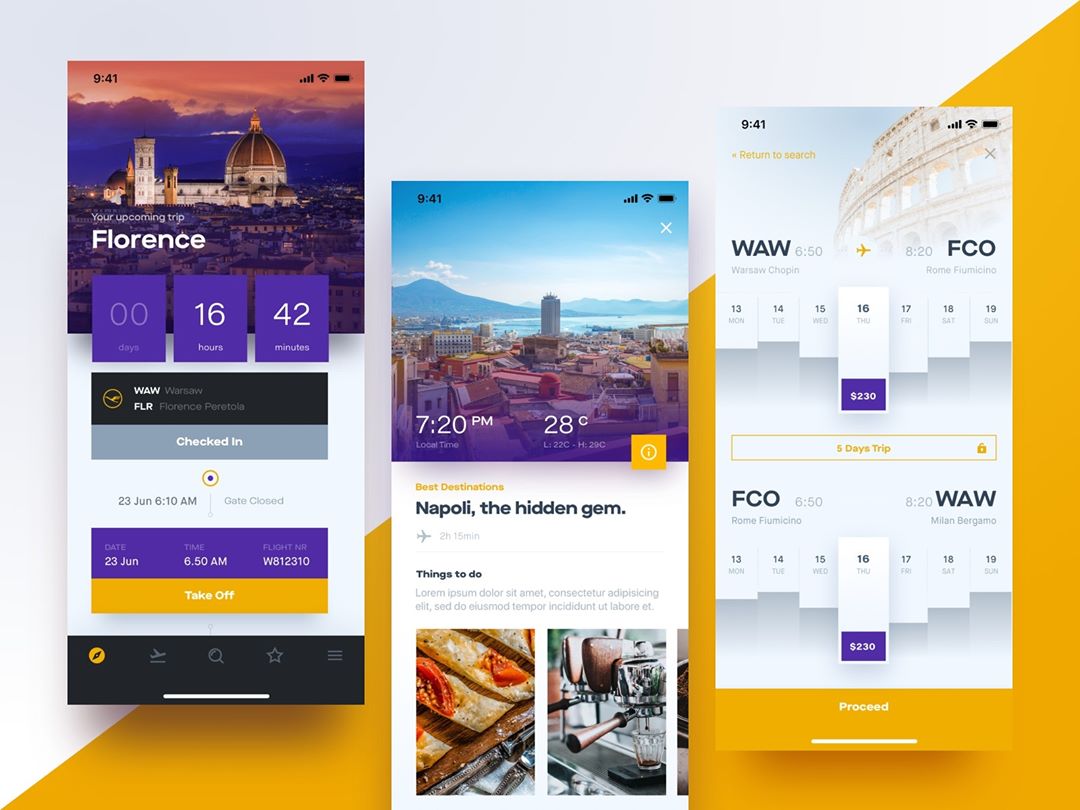 9:41
Your upcoming trip
Florence
00 16 42
days hours minutes
WAW Warsaw
FLR Florence Peretola
Checked In
23 Jun 6:10 AM Gate Closed
DATE TIME FLIGHT NR
23 Jun 6.50 AM W812310
Take Off
9:41
7:20 PM 28 C
Local Time L: 22C - H: 29C
Best Destinations
Napoli, the hidden gem.
2h 15min
Things to do
Lorem ipsum dolor sit amet, consectetur adipisicing
elit, sed do eiusmod tempor incididunt ut labore et.
9:41
« Return to search
WAW 6:50 8:20 FCO
Warsaw Chopin Rome Fiumicino
13 14 15 16 17 18 19
MON TUE WED THU FRI SAT SUN
$230
5 Days Trip
FCO 6:50 8:20 WAW
Rome Fiumicino Milan Bergamo
13 14 15 16 17 18 19
MON TUE WED THU FRI SAT SUN
$230
Proceed